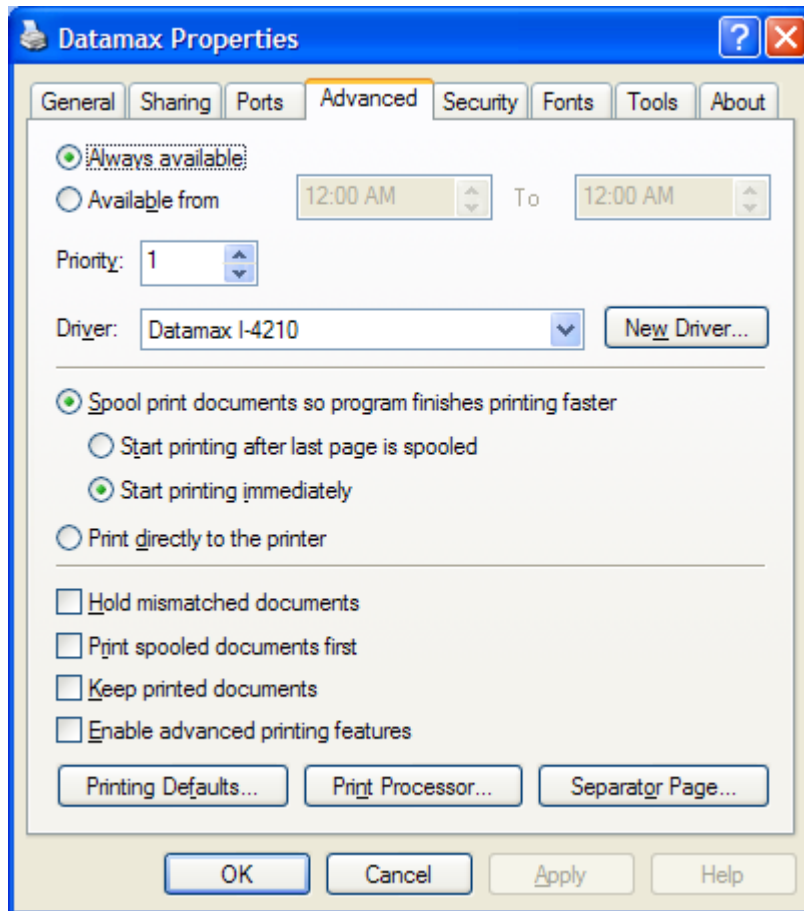 Datamax Properties
General Sharing Ports Advanced Security Fonts Tools About
Always available
Available from 12:00 AM To 12:00 AM
Priority: 1
Driver: Datamax I-4210 New Driver...
Spool print documents so program finishes printing faster
Start printing after last page is spooled
Start printing immediately
Print directly to the printer
Hold mismatched documents
Print spooled documents first
Keep printed documents
Enable advanced printing features
Printing Defaults... Print Processor... Separator Page...
OK Cancel Apply Help